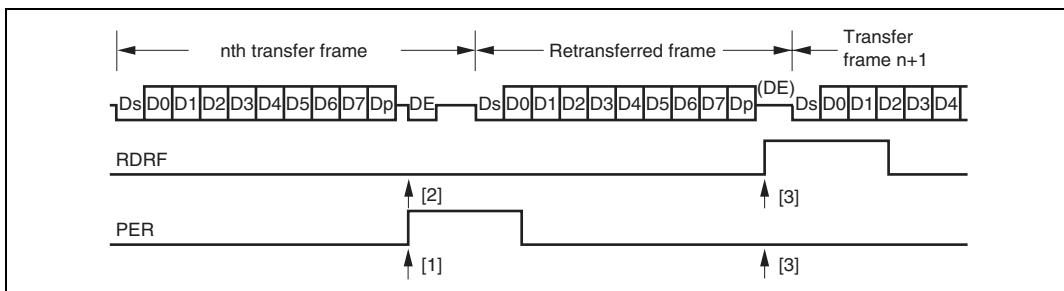 nth transfer frame Retransferred frame Transfer
frame n+1
(DE)
Ds D0 D1 D2 D3 D4 D5 D6 D7 Dp DE Ds D0 D1 D2 D3 D4 D5 D6 D7 Dp Ds D0 D1 D2 D3 D4
RDRF
[2] [3]
PER
[1] [3]